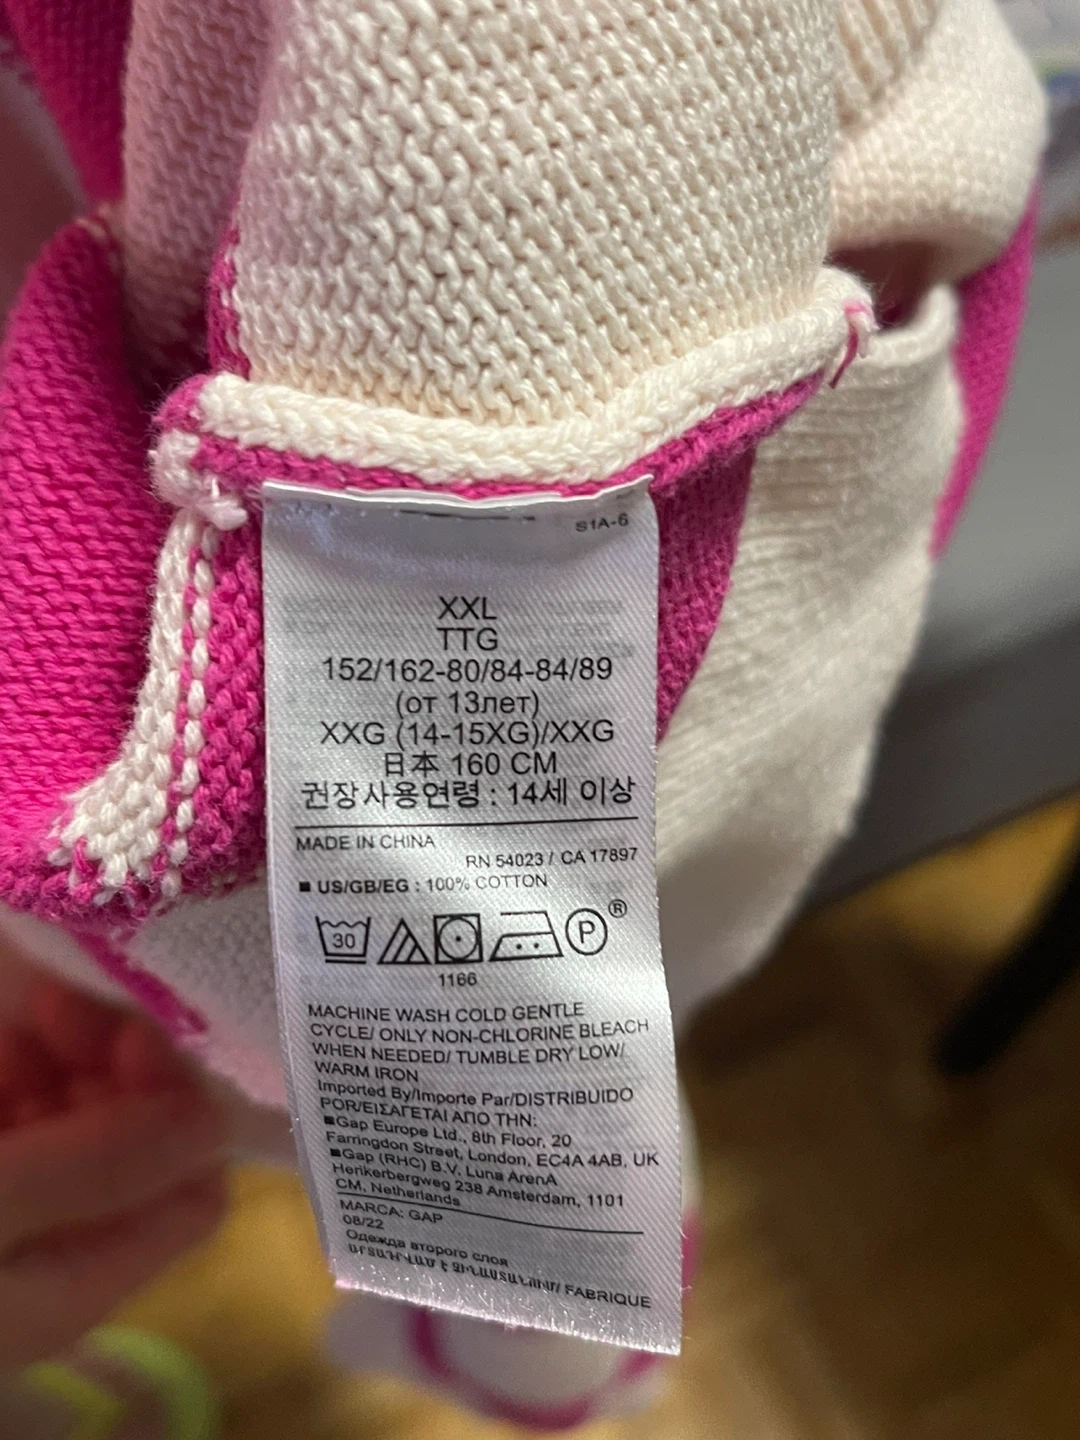 S1A-6
XXL
TTG
152/162-80/84-84/89
(от 13лет)
XXG (14-15XG)/XXG
日本 160 CM
권장사용연령 : 14세 이상
MADE IN CHINA
RN 54023 / CA 17897
■ US/GB/EG : 100% COTTON
30 P ®
1166
MACHINE WASH COLD GENTLE
CYCLE/ ONLY NON-CHLORINE BLEACH
WHEN NEEDED/ TUMBLE DRY LOW/
WARM IRON
Imported By/Importe Par/DISTRIBUIDO
POR/ΕΙΣΑΓΕΤΑΙ ΑΠΟ ΤΗΝ:
■Gap Europe Ltd., 8th Floor, 20
Farringdon Street, London, EC4A 4AB, UK
■Gap (RHC) B.V, Luna ArenA
Herikerbergweg 238 Amsterdam, 1101
CM, Netherlands
MARCA: GAP
08/22
Одежда второго слоя
FABRIQUE